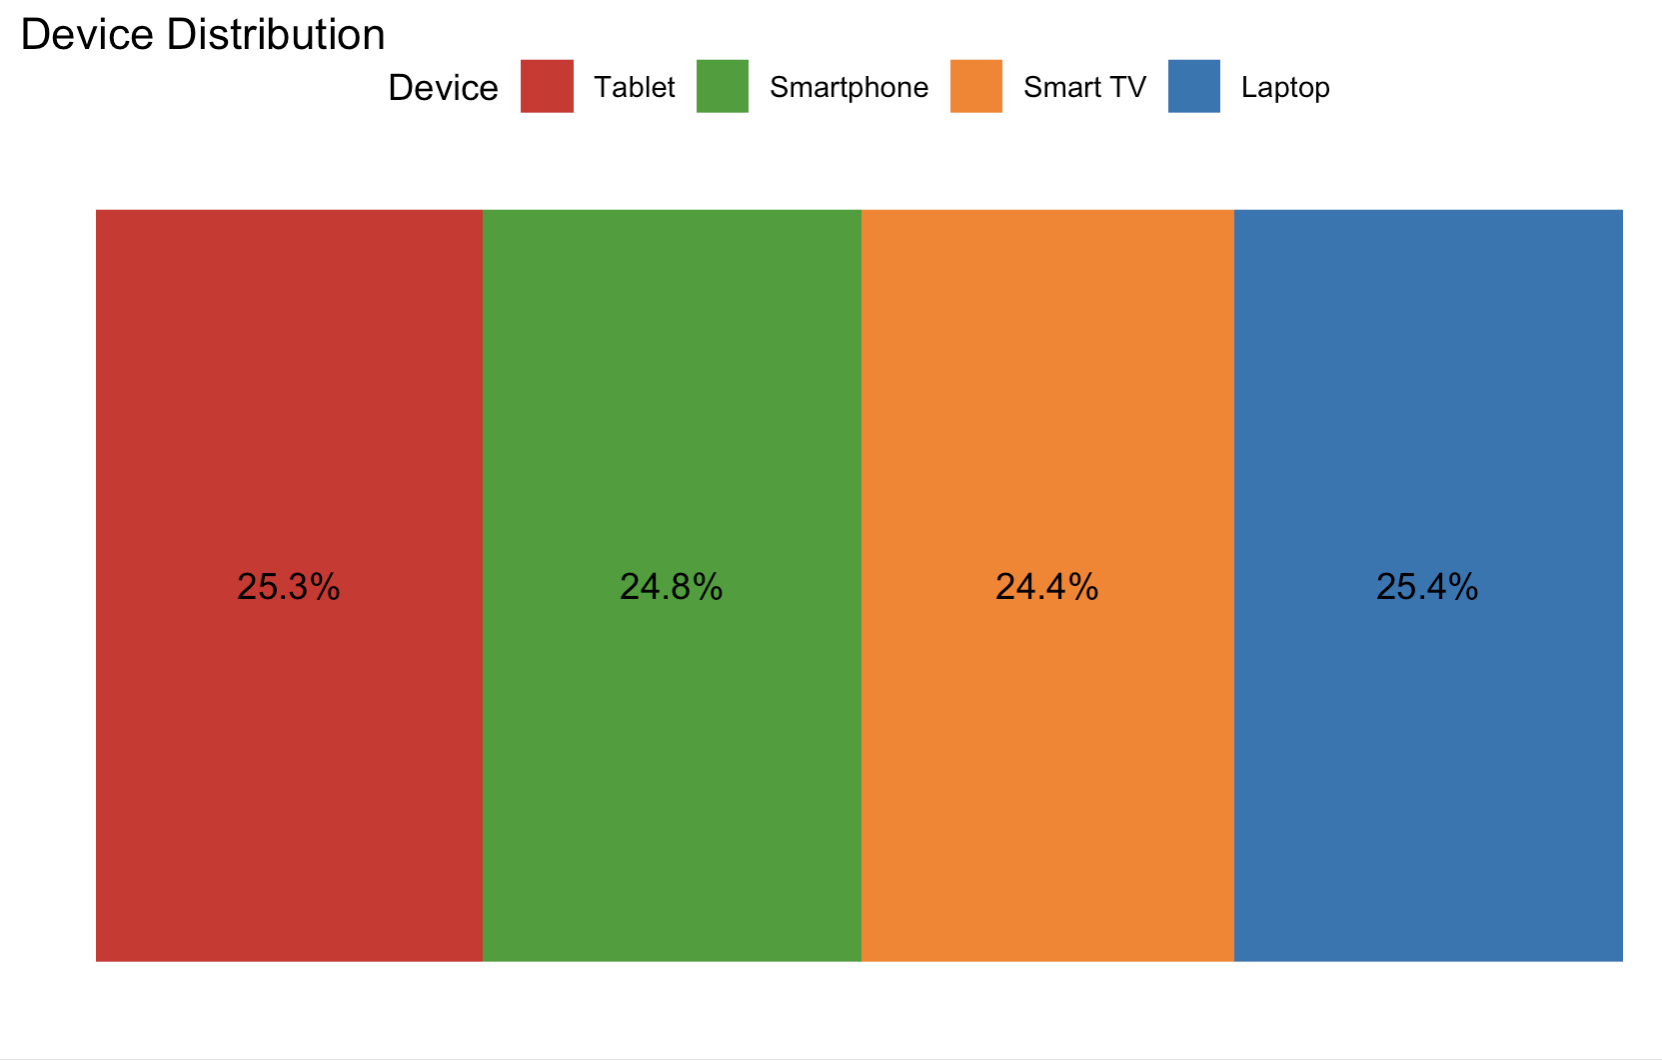 Device Distribution
Device Tablet Smartphone Smart TV Laptop
25.3% 24.8% 24.4% 25.4%